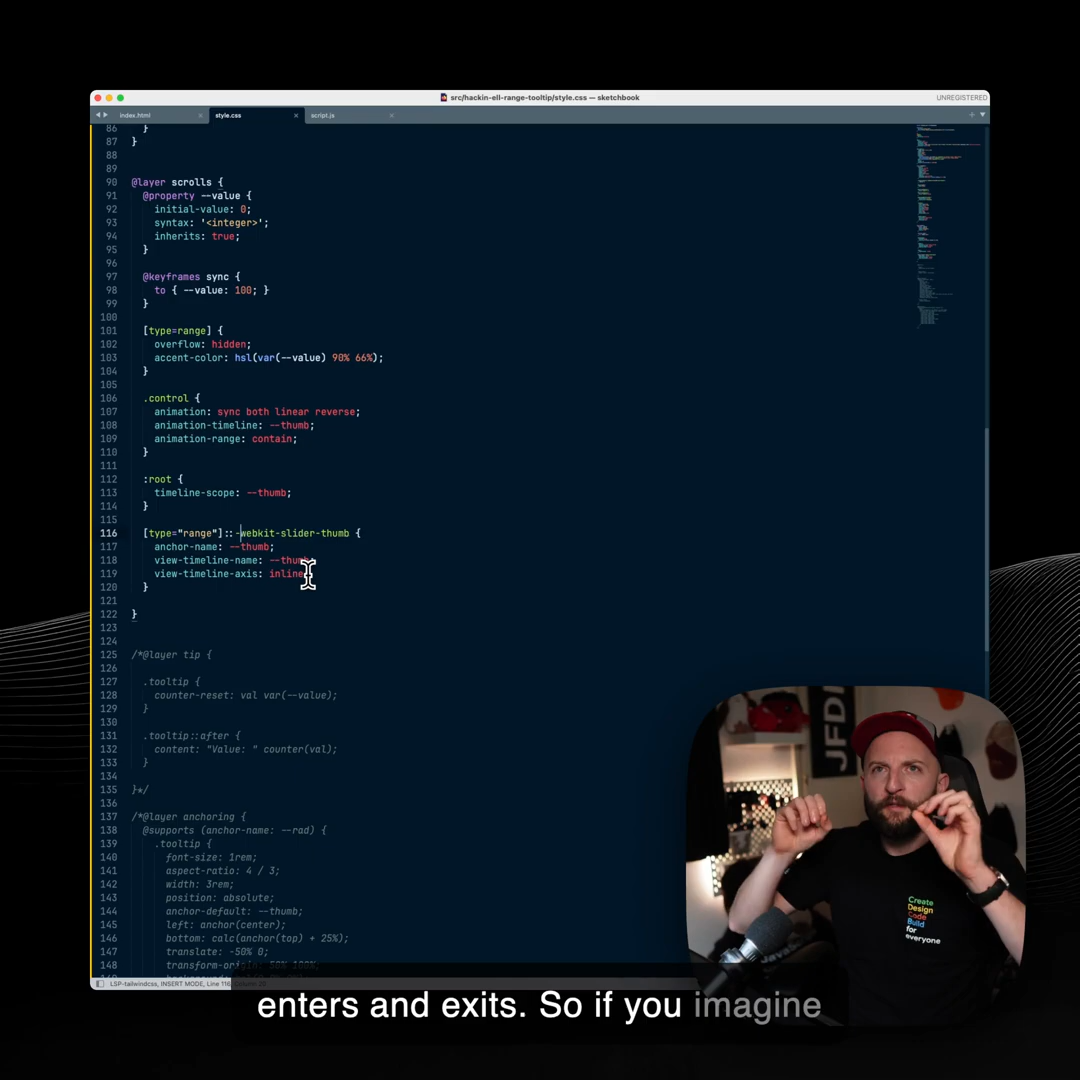 src/hackin-ell-range-tooltip/style.css — sketchbook
UNREGISTERED
index.html
style.css
script.js
86 }
87 }
88
89
90 @layer scrolls {
91 @property --value {
92 initial-value: 0;
93 syntax: '<integer>';
94 inherits: true;
95 }
96
97 @keyframes sync {
98 to { --value: 100; }
99 }
100
101 [type=range] {
102 overflow: hidden;
103 accent-color: hsl(var(--value) 90% 66%);
104 }
105
106 .control {
107 animation: sync both linear reverse;
108 animation-timeline: --thumb;
109 animation-range: contain;
110 }
111
112 :root {
113 timeline-scope: --thumb;
114 }
115
116 [type="range"]::-webkit-slider-thumb {
117 anchor-name: --thumb;
118 view-timeline-name: --thumb;
119 view-timeline-axis: inline
120 }
121
122 }
123
124
125 /*@layer tip {
126
127 .tooltip {
128 counter-reset: val var(--value);
129 }
130
131 .tooltip::after {
132 content: "Value: " counter(val);
133 }
134
135 }*/
136
137 /*@layer anchoring {
138 @supports (anchor-name: --rad) {
139 .tooltip {
140 font-size: 1rem;
141 aspect-ratio: 4 / 3;
142 width: 3rem;
143 position: absolute;
144 anchor-default: --thumb;
145 left: anchor(center);
146 bottom: calc(anchor(top) + 25%);
147 translate: -50% 0;
148 transform-origin: 50% 100%;
LSP-tailwindcss, INSERT MODE, Line 116,
JFDI
Create
Design
Code
Build
for
everyone
enters and exits. So if you imagine